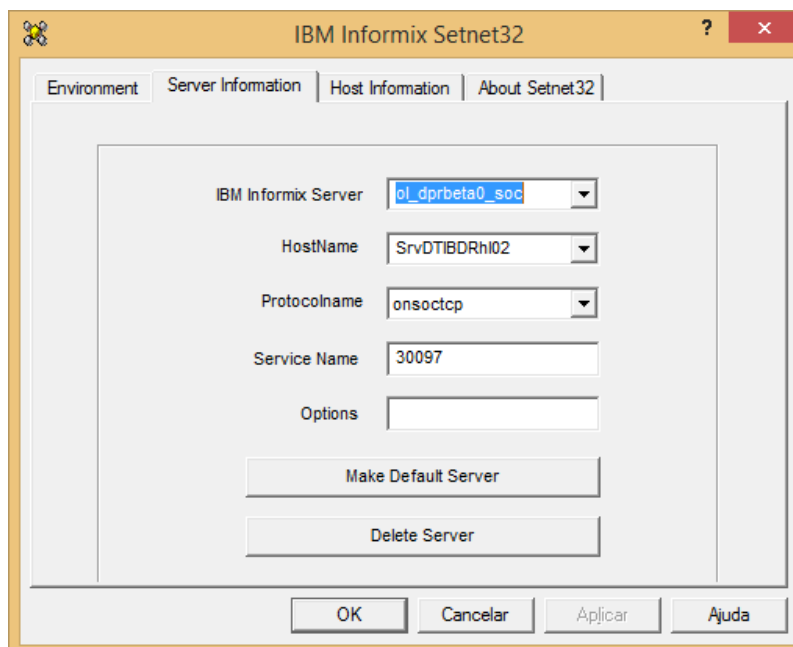 IBM Informix Setnet32
?
Environment Server Information Host Information About Setnet32
IBM Informix Server ol_dprbeta0_soc
HostName SrvDTIBDRhl02
Protocolname onsoctcp
Service Name 30097
Options
Make Default Server
Delete Server
OK Cancelar Aplicar Ajuda